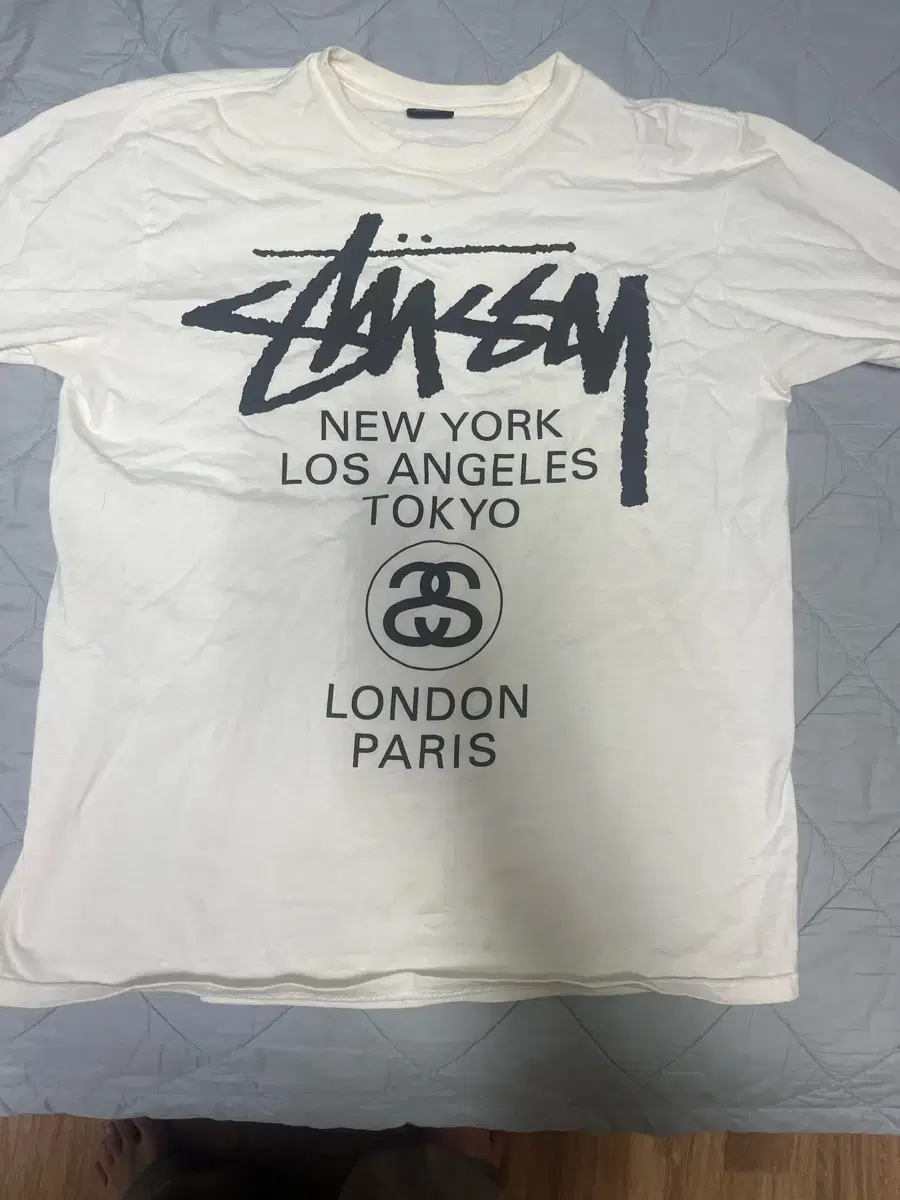 Stüssy
NEW YORK
LOS ANGELES
TOKYO
LONDON
PARIS